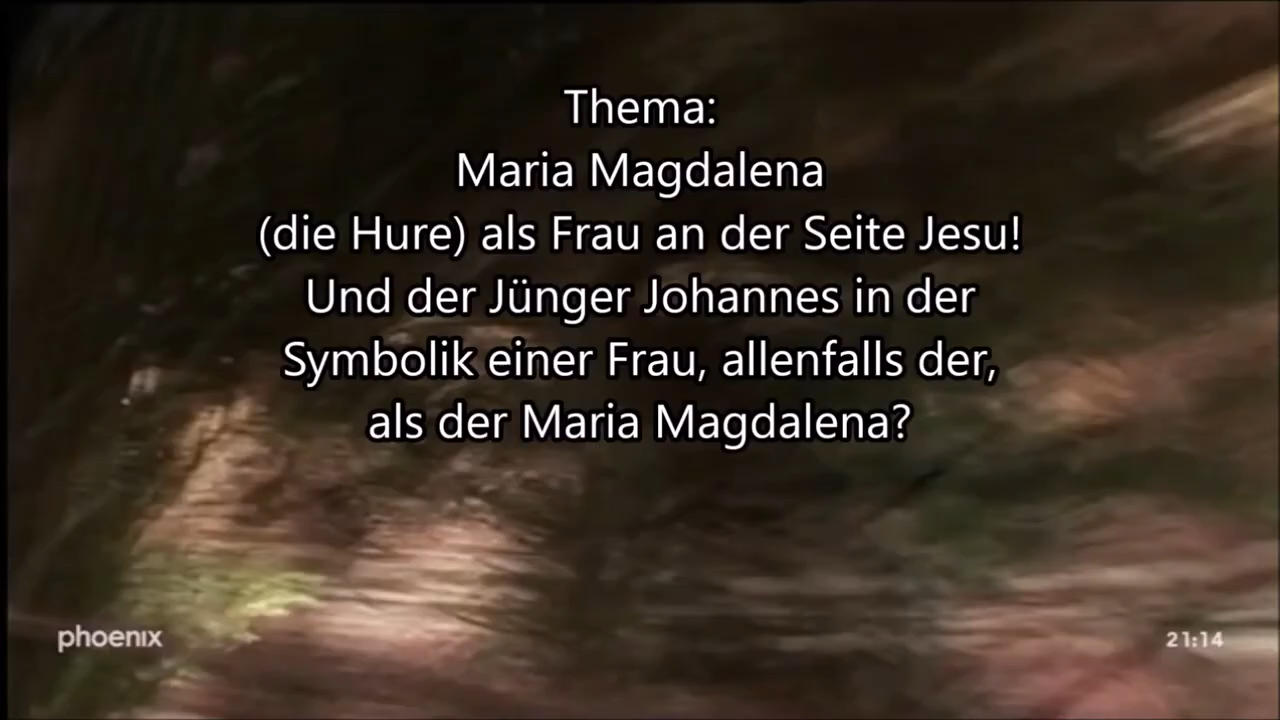 Thema:
Maria Magdalena
(die Hure) als Frau an der Seite Jesu!
Und der Jünger Johannes in der
Symbolik einer Frau, allenfalls der,
als der Maria Magdalena?
phoenix
21:14